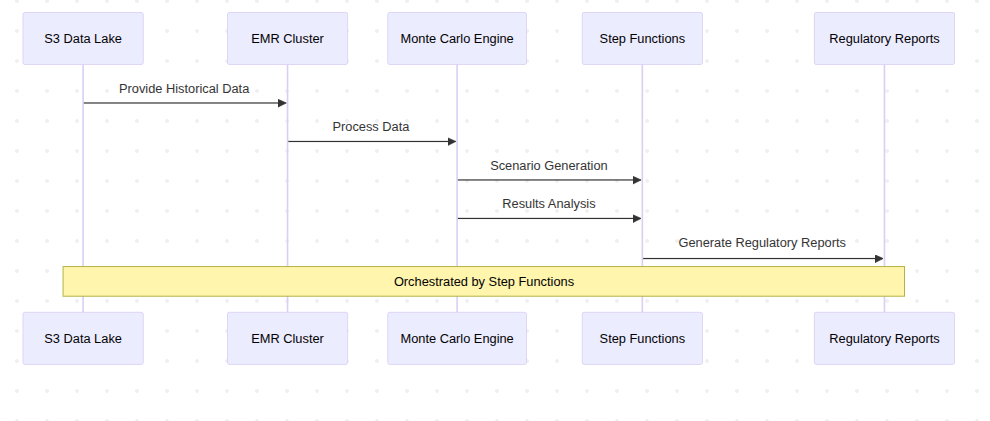 S3 Data Lake
EMR Cluster
Monte Carlo Engine
Step Functions
Regulatory Reports
Provide Historical Data
Process Data
Scenario Generation
Results Analysis
Generate Regulatory Reports
Orchestrated by Step Functions
S3 Data Lake
EMR Cluster
Monte Carlo Engine
Step Functions
Regulatory Reports